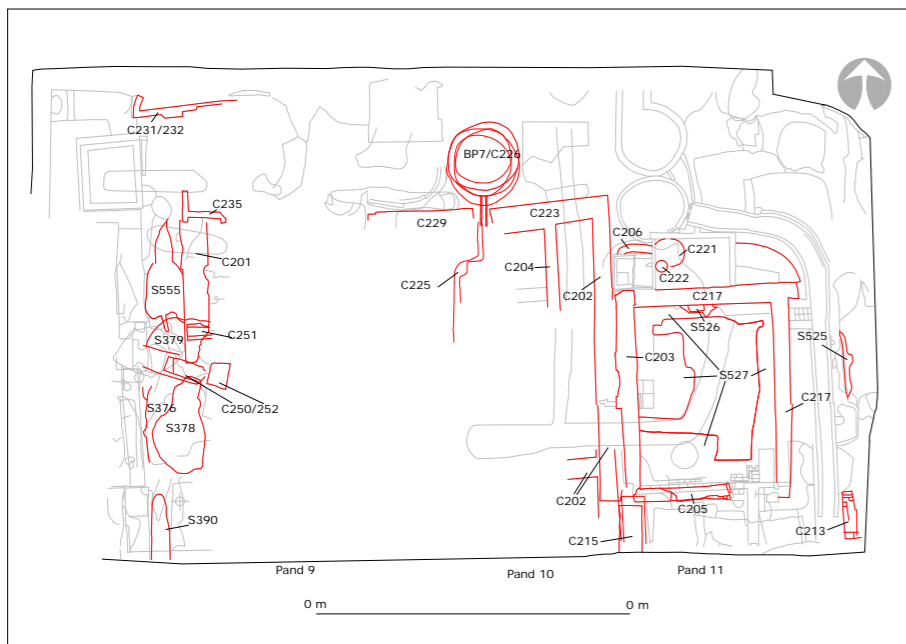 C231/232
BP7/C226
C235
C229
C223
C206
C221
C201
C204
C222
C225
C202
S555
C217
S526
C251
S379
S525
C203
S527
C217
S376
C250/252
S378
C202
C205
S390
C215
C213
Pand 9
Pand 10
Pand 11
0 m
0 m